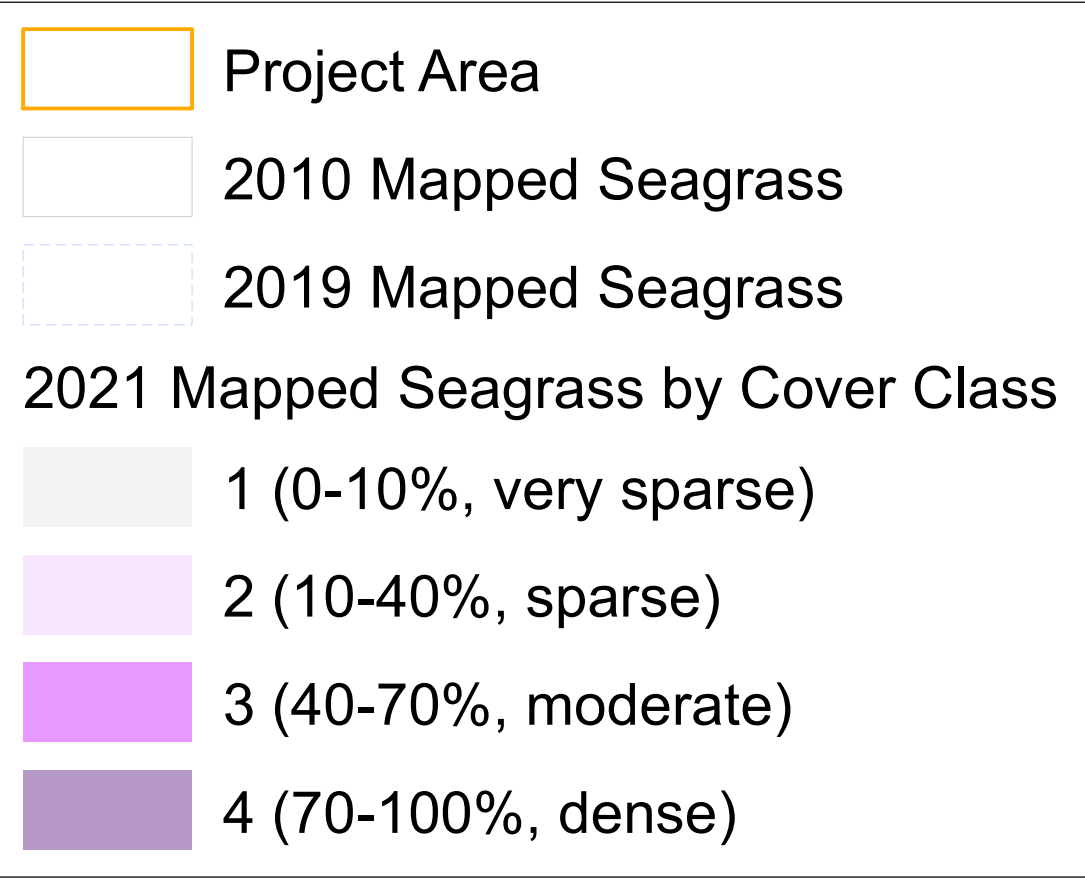 Project Area
2010 Mapped Seagrass
2019 Mapped Seagrass
2021 Mapped Seagrass by Cover Class
1 (0-10%, very sparse)
2 (10-40%, sparse)
3 (40-70%, moderate)
4 (70-100%, dense)